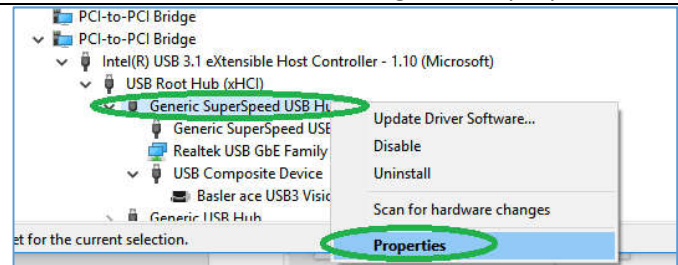 PCI-to-PCI Bridge
PCI-to-PCI Bridge
Intel(R) USB 3.1 eXtensible Host Controller - 1.10 (Microsoft)
USB Root Hub (xHCI)
Generic SuperSpeed USB Hu
Generic SuperSpeed USB
Realtek USB GbE Family
USB Composite Device
Basler ace USB3 Visio
Generic USB Hub
et for the current selection.
Update Driver Software...
Disable
Uninstall
Scan for hardware changes
Properties